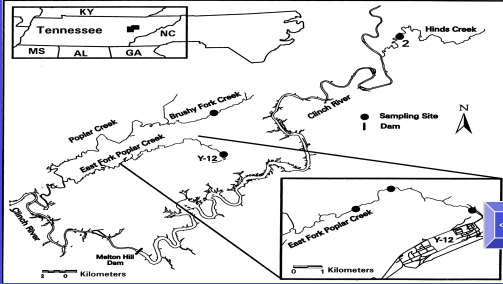 KY
Tennessee
NC
MS
AL
GA
Hinds Creek
2
Clinch River
Sampling Site
Dam
N
Brushy Fork Creek
Poplar Creek
East Fork Poplar Creek
Y-12
Clinch River
Melton Hill
Dam
2 0 Kilometers
East Fork Poplar Creek
Y-12
0 1 Kilometers